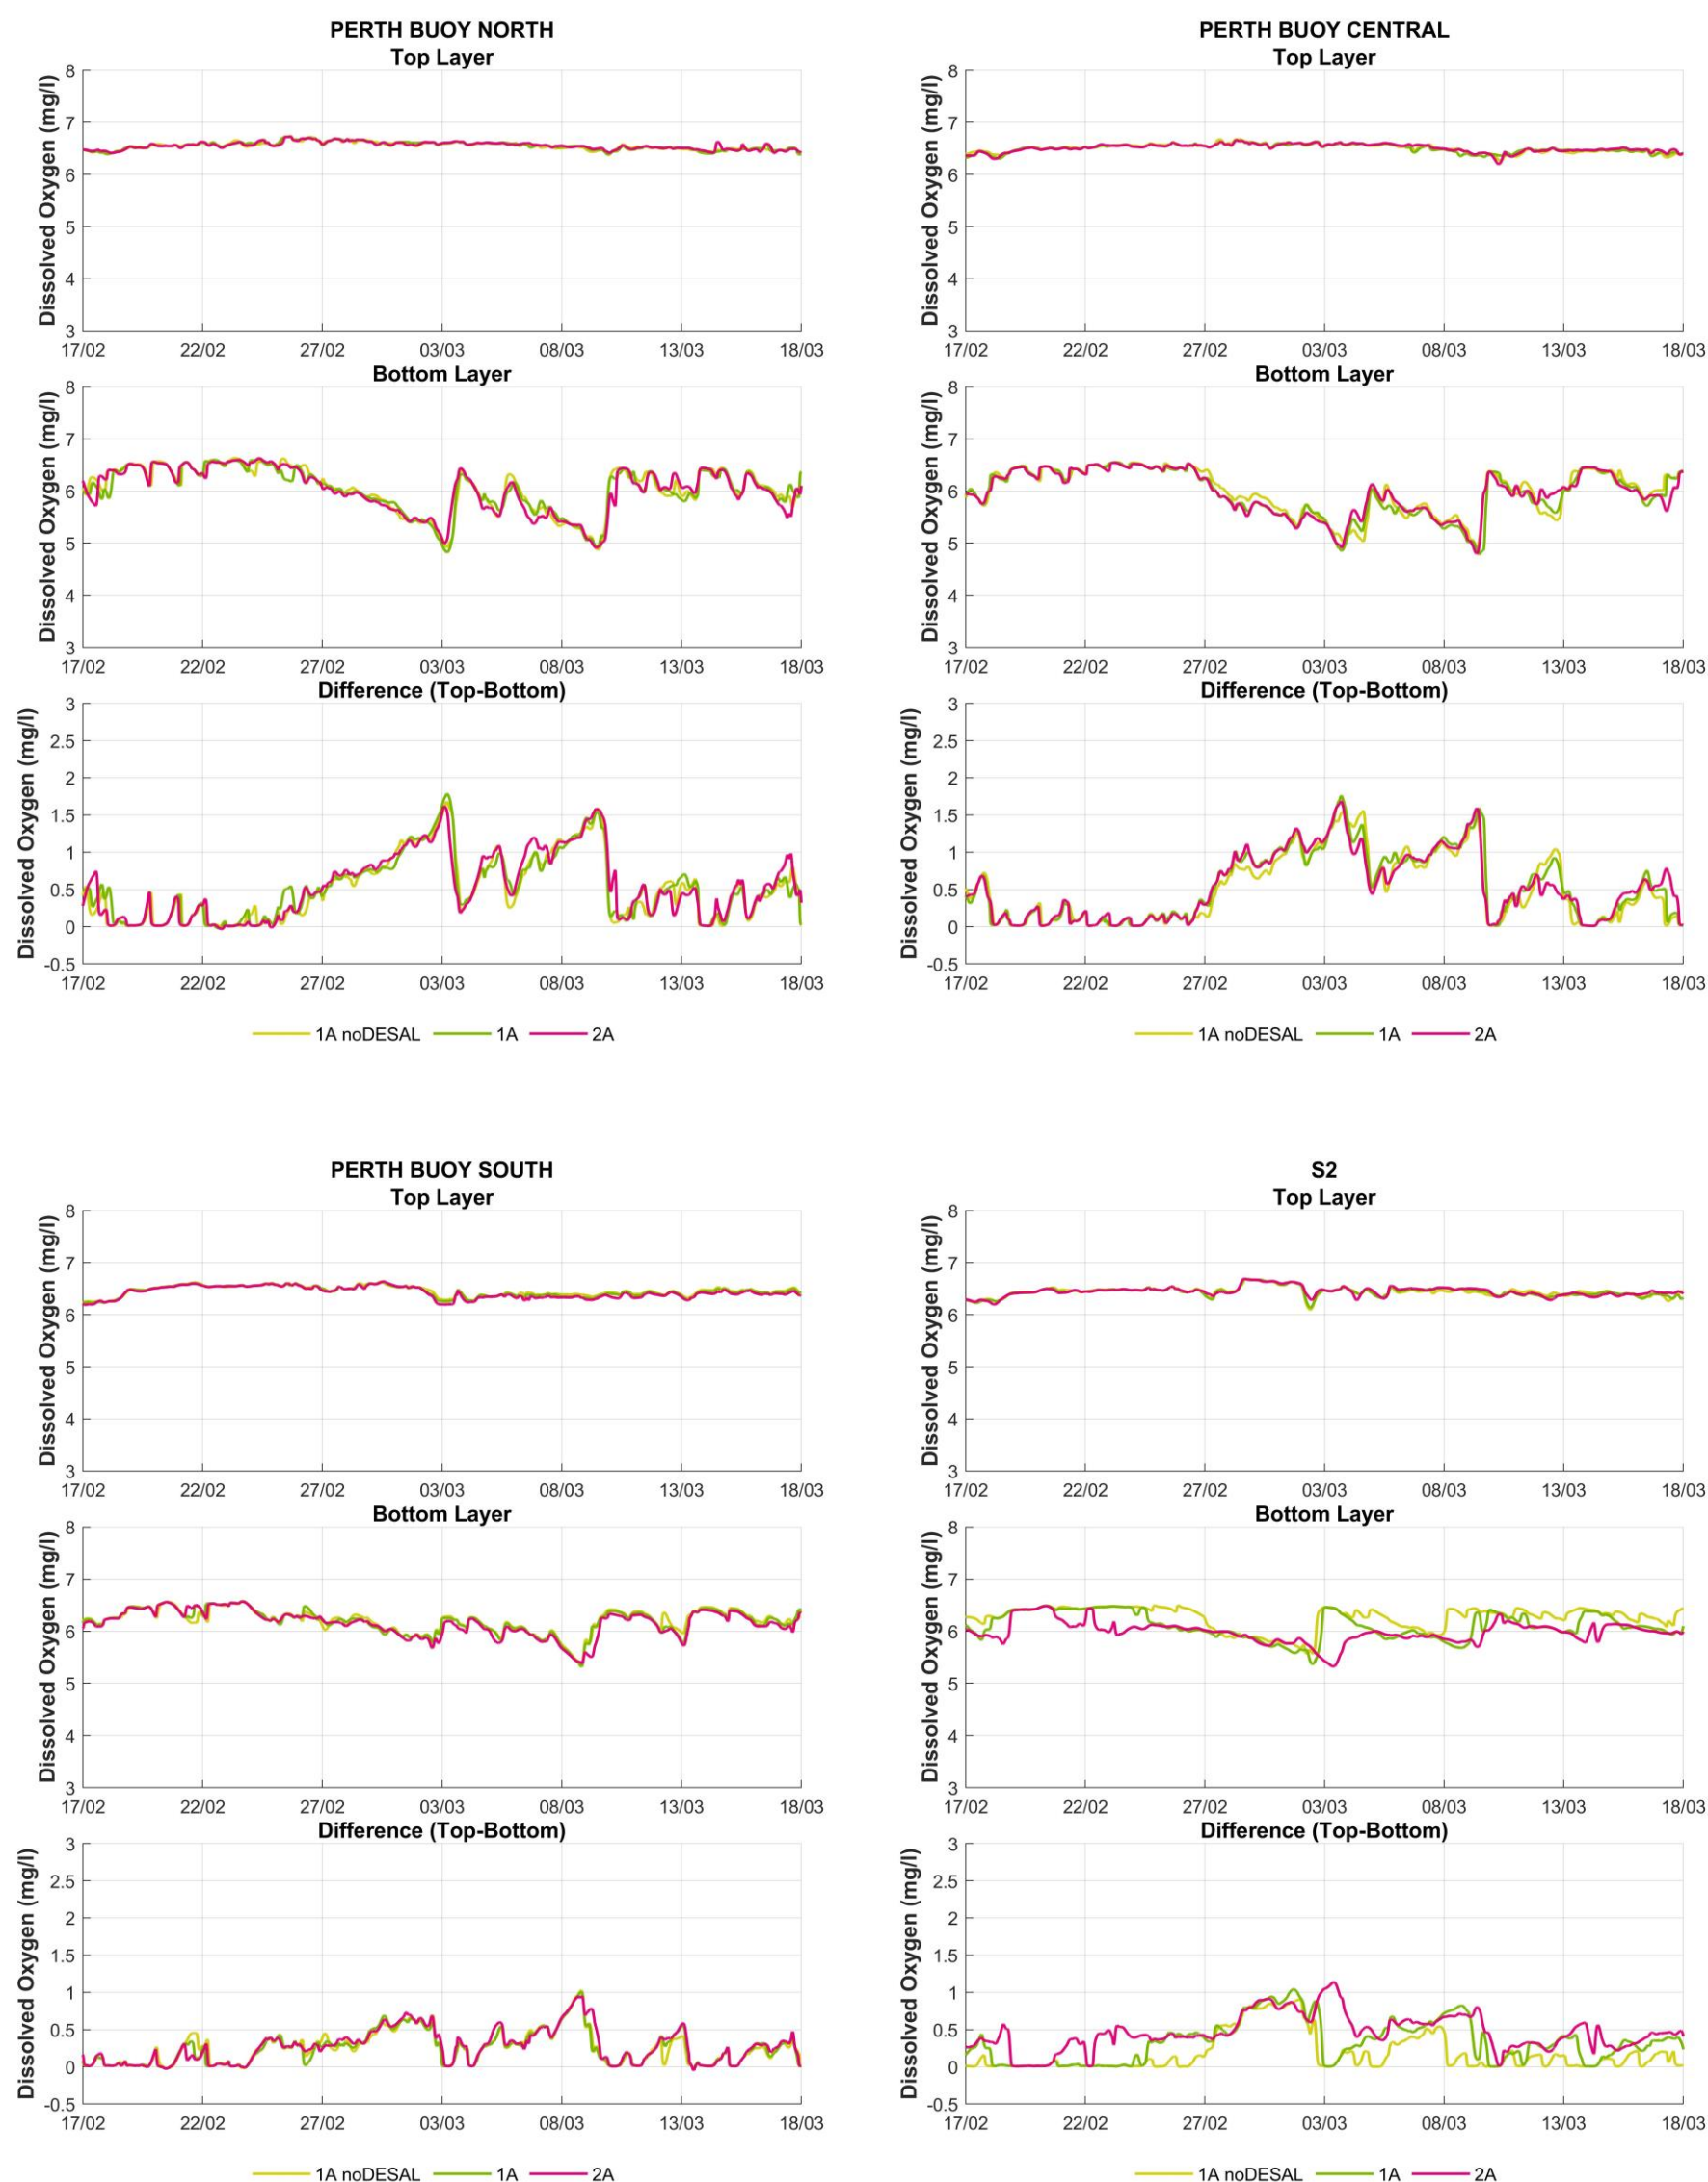 PERTH BUOY NORTH
Top Layer
Dissolved Oxygen (mg/l)
8
7
6
5
4
3
17/02 22/02 27/02 03/03 08/03 13/03 18/03
Bottom Layer
Dissolved Oxygen (mg/l)
8
7
6
5
4
3
17/02 22/02 27/02 03/03 08/03 13/03 18/03
Difference (Top-Bottom)
Dissolved Oxygen (mg/l)
3
2.5
2
1.5
1
0.5
0
-0.5
17/02 22/02 27/02 03/03 08/03 13/03 18/03
1A noDESAL 1A 2A
PERTH BUOY CENTRAL
Top Layer
Dissolved Oxygen (mg/l)
8
7
6
5
4
3
17/02 22/02 27/02 03/03 08/03 13/03 18/03
Bottom Layer
Dissolved Oxygen (mg/l)
8
7
6
5
4
3
17/02 22/02 27/02 03/03 08/03 13/03 18/03
Difference (Top-Bottom)
Dissolved Oxygen (mg/l)
3
2.5
2
1.5
1
0.5
0
-0.5
17/02 22/02 27/02 03/03 08/03 13/03 18/03
1A noDESAL 1A 2A
PERTH BUOY SOUTH
Top Layer
Dissolved Oxygen (mg/l)
8
7
6
5
4
3
17/02 22/02 27/02 03/03 08/03 13/03 18/03
Bottom Layer
Dissolved Oxygen (mg/l)
8
7
6
5
4
3
17/02 22/02 27/02 03/03 08/03 13/03 18/03
Difference (Top-Bottom)
Dissolved Oxygen (mg/l)
3
2.5
2
1.5
1
0.5
0
-0.5
17/02 22/02 27/02 03/03 08/03 13/03 18/03
1A noDESAL 1A 2A
S2
Top Layer
Dissolved Oxygen (mg/l)
8
7
6
5
4
3
17/02 22/02 27/02 03/03 08/03 13/03 18/03
Bottom Layer
Dissolved Oxygen (mg/l)
8
7
6
5
4
3
17/02 22/02 27/02 03/03 08/03 13/03 18/03
Difference (Top-Bottom)
Dissolved Oxygen (mg/l)
3
2.5
2
1.5
1
0.5
0
-0.5
17/02 22/02 27/02 03/03 08/03 13/03 18/03
1A noDESAL 1A 2A